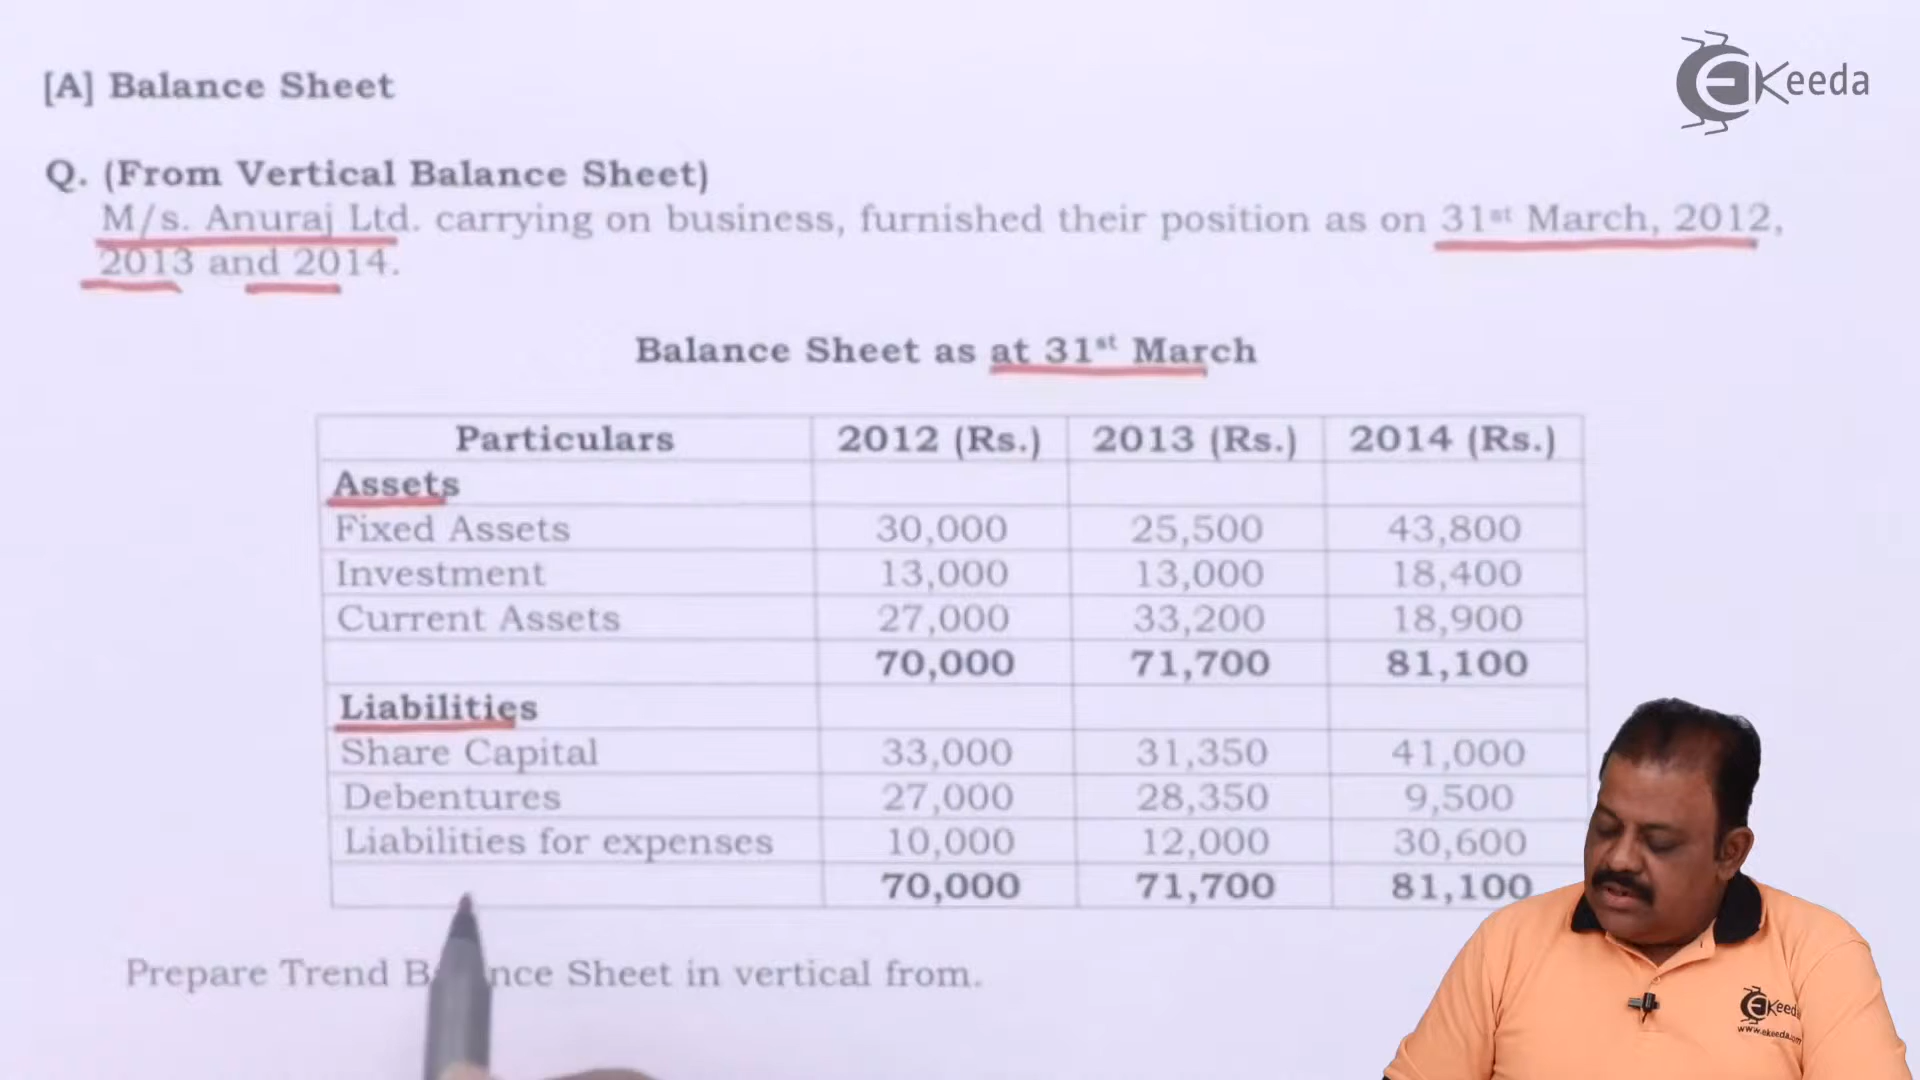 eKeeda
[A] Balance Sheet
Q. (From Vertical Balance Sheet)
M/s. Anuraj Ltd. carrying on business, furnished their position as on 31st March, 2012,
2013 and 2014.
Balance Sheet as at 31st March
Particulars 2012 (Rs.) 2013 (Rs.) 2014 (Rs.)
Assets
Fixed Assets 30,000 25,500 43,800
Investment 13,000 13,000 18,400
Current Assets 27,000 33,200 18,900
70,000 71,700 81,100
Liabilities
Share Capital 33,000 31,350 41,000
Debentures 27,000 28,350 9,500
Liabilities for expenses 10,000 12,000 30,600
70,000 71,700 81,100
Prepare Trend Sheet in vertical from.
eKeeda
www.ekeeda.com